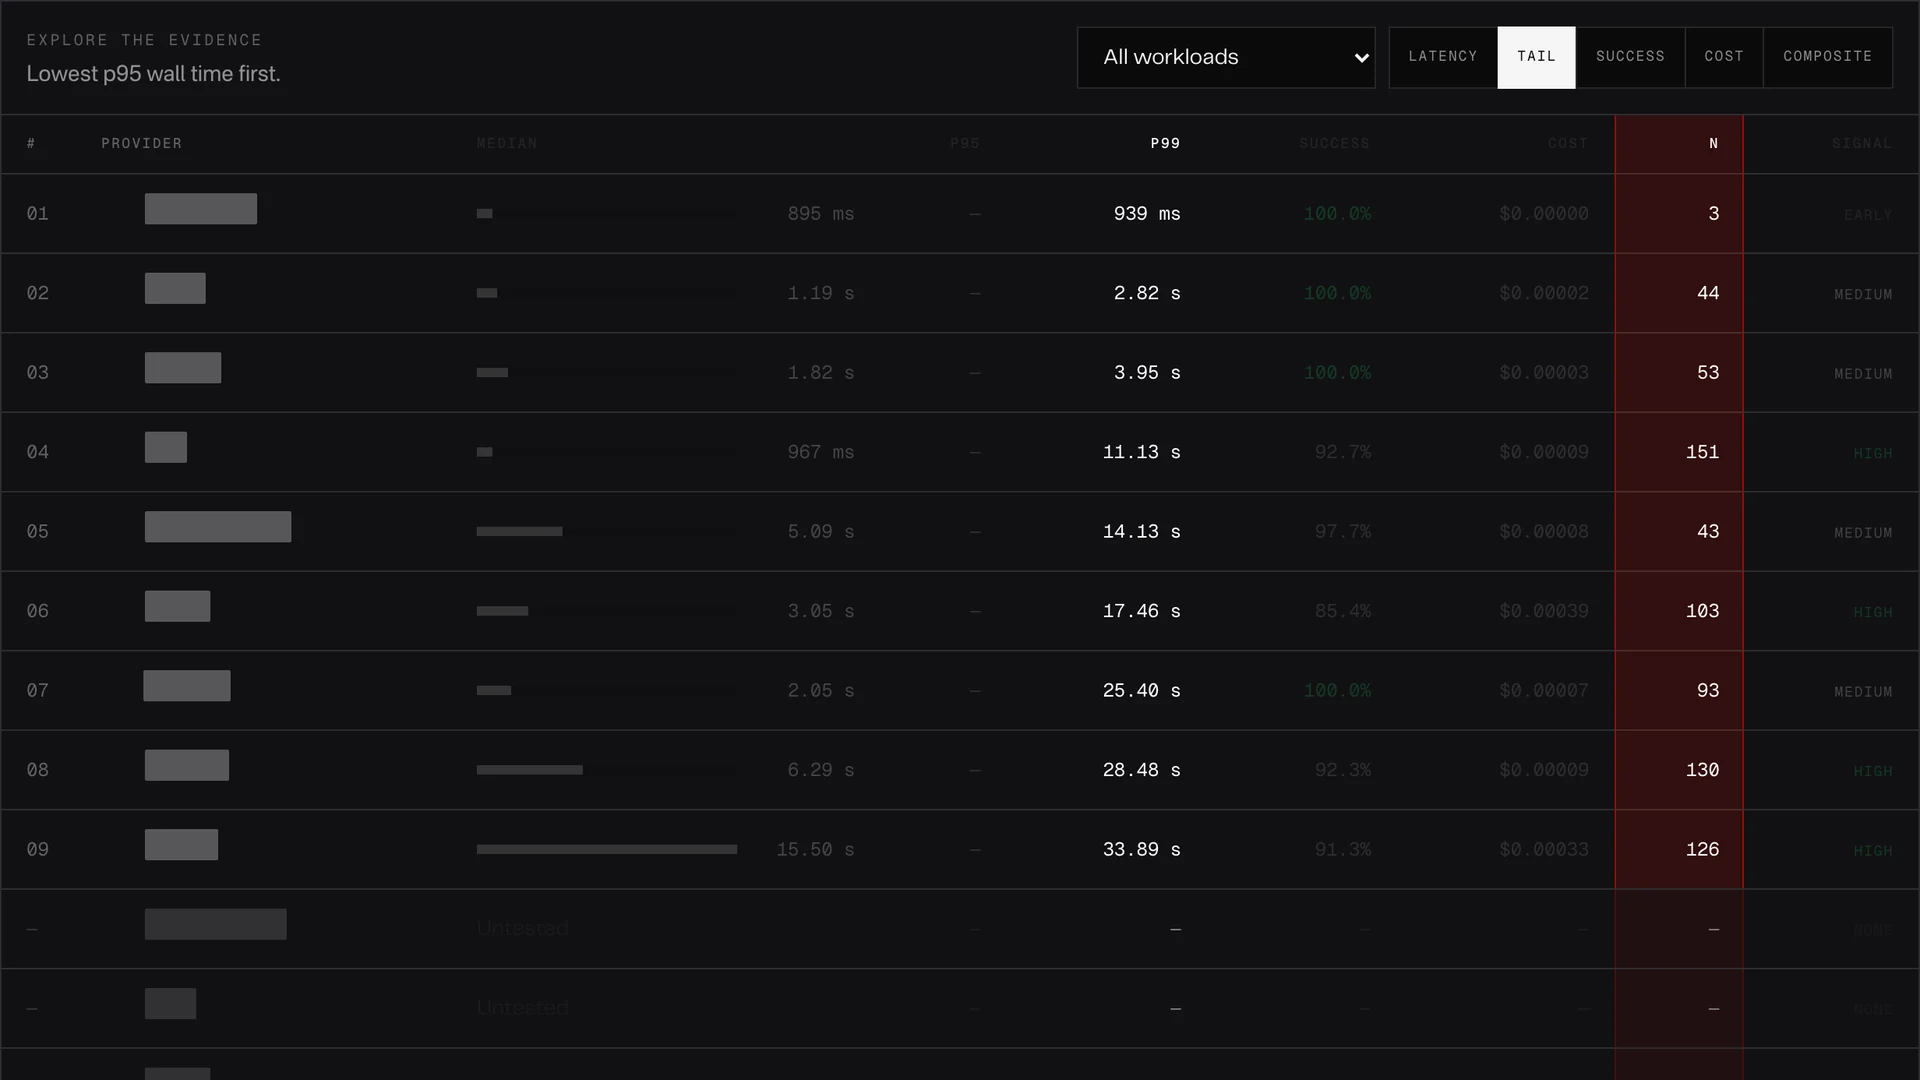 EXPLORE THE EVIDENCE
Lowest p95 wall time first.
All workloads LATENCY TAIL SUCCESS COST COMPOSITE
# PROVIDER MEDIAN P95 P99 SUCCESS COST N SIGNAL
01 895 ms — 939 ms 100.0% $0.00000 3 EARLY
02 1.19 s — 2.82 s 100.0% $0.00002 44 MEDIUM
03 1.82 s — 3.95 s 100.0% $0.00003 53 MEDIUM
04 967 ms — 11.13 s 92.7% $0.00009 151 HIGH
05 5.09 s — 14.13 s 97.7% $0.00008 43 MEDIUM
06 3.05 s — 17.46 s 85.4% $0.00039 103 HIGH
07 2.05 s — 25.40 s 100.0% $0.00007 93 MEDIUM
08 6.29 s — 28.48 s 92.3% $0.00009 130 HIGH
09 15.50 s — 33.89 s 91.3% $0.00033 126 HIGH
— Untested — — — — — NONE
— Untested — — — — — NONE